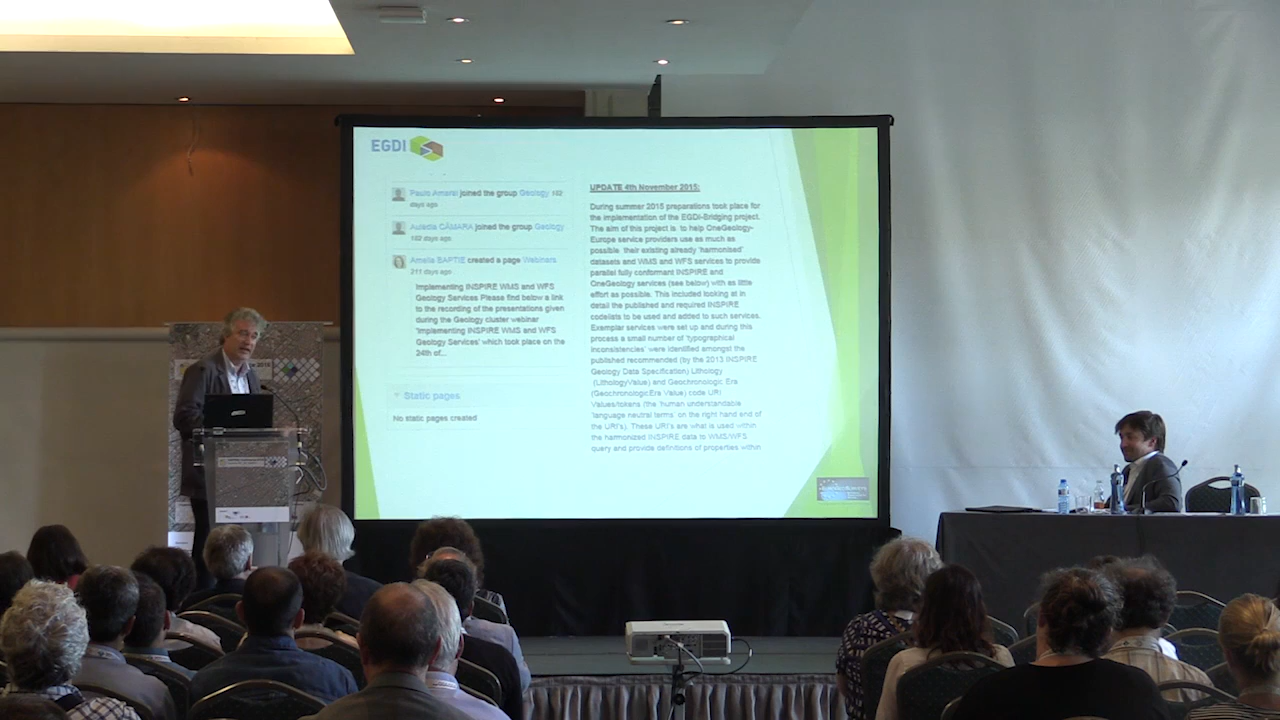 EGDI
Paulo Amaral joined the group Geology 182
days ago
Auledia CÂMARA joined the group Geology
182 days ago
Amelia BAPTIE created a page Webinars
211 days ago
Implementing INSPIRE WMS and WFS
Geology Services Please find below a link
to the recording of the presentations given
during the Geology cluster webinar
'Implementing INSPIRE WMS and WFS
Geology Services' which took place on the
24th of...
Static pages
No static pages created
UPDATE 4th November 2015:
During summer 2015 preparations took place for
the implementation of the EGDI-Bridging project.
The aim of this project is to help OneGeology-
Europe service providers use as much as
possible their existing already 'harmonised'
datasets and WMS and WFS services to provide
parallel fully conformant INSPIRE and
OneGeology services (see below) with as little
effort as possible. This included looking at in
detail the published and required INSPIRE
codelists to be used and added to such services.
Exemplar services were set up and during this
process a small number of 'typographical
inconsistencies' were identified amongst the
published recommended (by the 2013 INSPIRE
Geology Data Specification) Lithology
(LithologyValue) and Geochronologic Era
(GeochronologicEra Value) code URI
Values/tokens (the 'human understandable
'language neutral terms' on the right hand end of
the URI's). These URI's are what is used within
the harmonized INSPIRE data to WMS/WFS
query and provide definitions of properties within